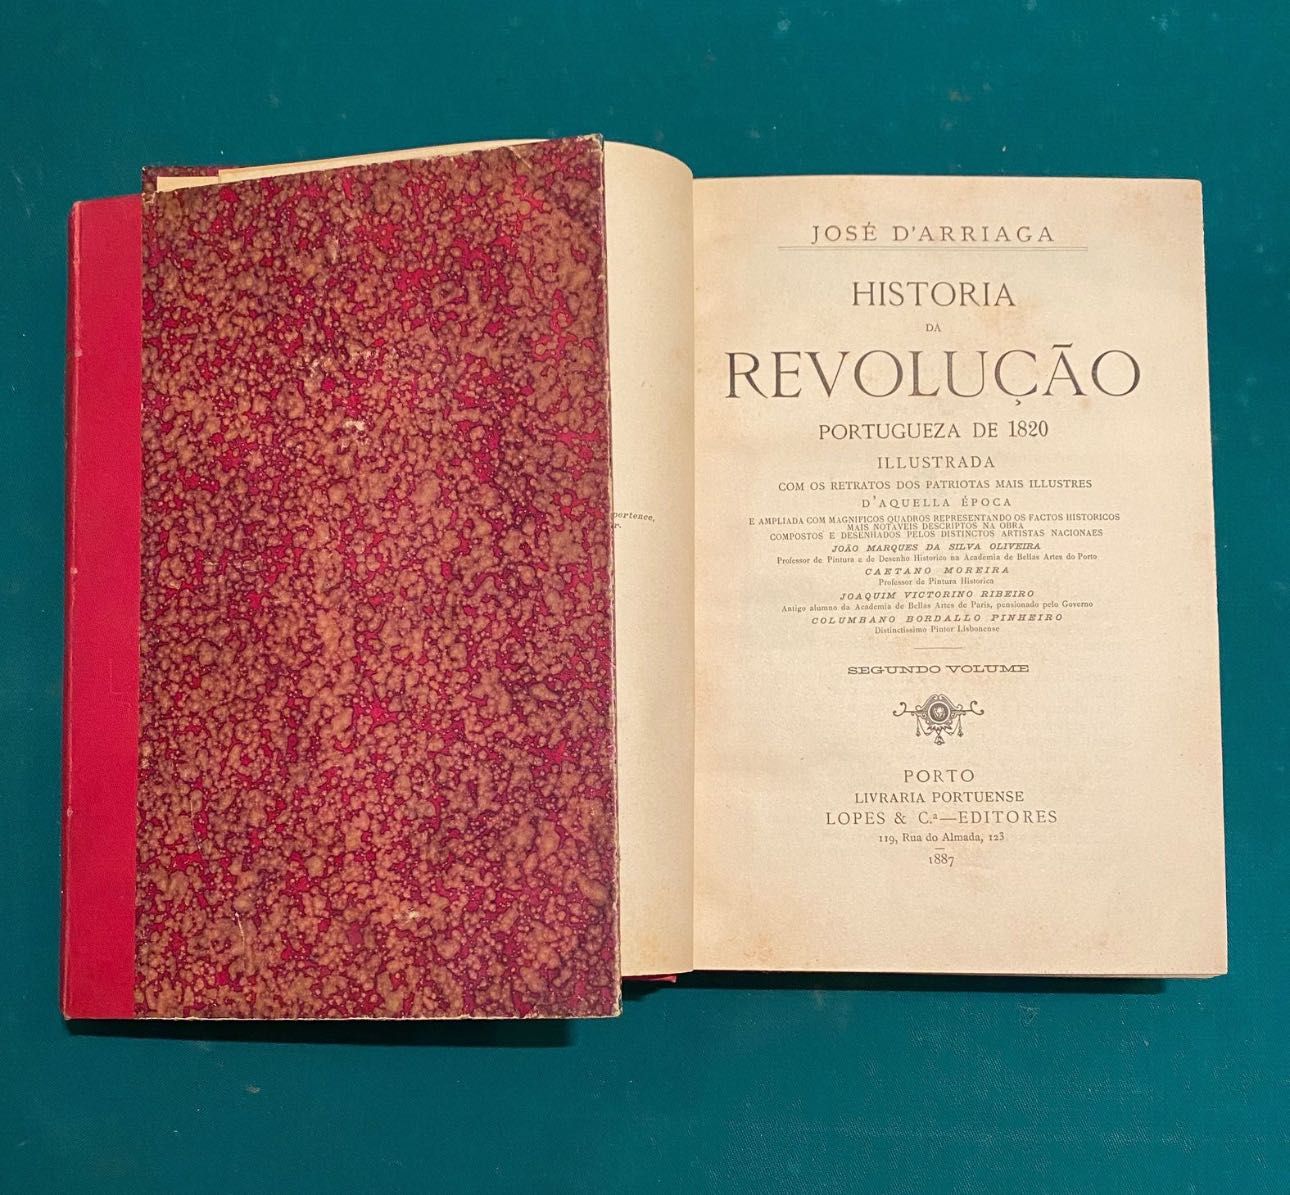 pertence,
r.
JOSÉ D'ARRIAGA
HISTORIA
DA
REVOLUÇÃO
PORTUGUEZA DE 1820
ILLUSTRADA
COM OS RETRATOS DOS PATRIOTAS MAIS ILLUSTRES
D'AQUELLA ÉPOCA
E AMPLIADA COM MAGNIFICOS QUADROS REPRESENTANDO OS FACTOS HISTORICOS
MAIS NOTAVEIS DESCRIPTOS NA OBRA
COMPOSTOS E DESENHADOS PELOS DISTINCTOS ARTISTAS NACIONAES
JOÃO MARQUES DA SILVA OLIVEIRA
Professor de Pintura e de Desenho Historico na Academia de Bellas Artes do Porto
CAETANO MOREIRA
Professor de Pintura Historica
JOAQUIM VICTORINO RIBEIRO
Antigo alumno da Academia de Bellas Artes de Paris, pensionado pelo Governo
COLUMBANO BORDALLO PINHEIRO
Distinctissimo Pintor Lisbonense
SEGUNDO VOLUME
PORTO
LIVRARIA PORTUENSE
LOPES & C.ª—EDITORES
119, Rua do Almada, 123
1887